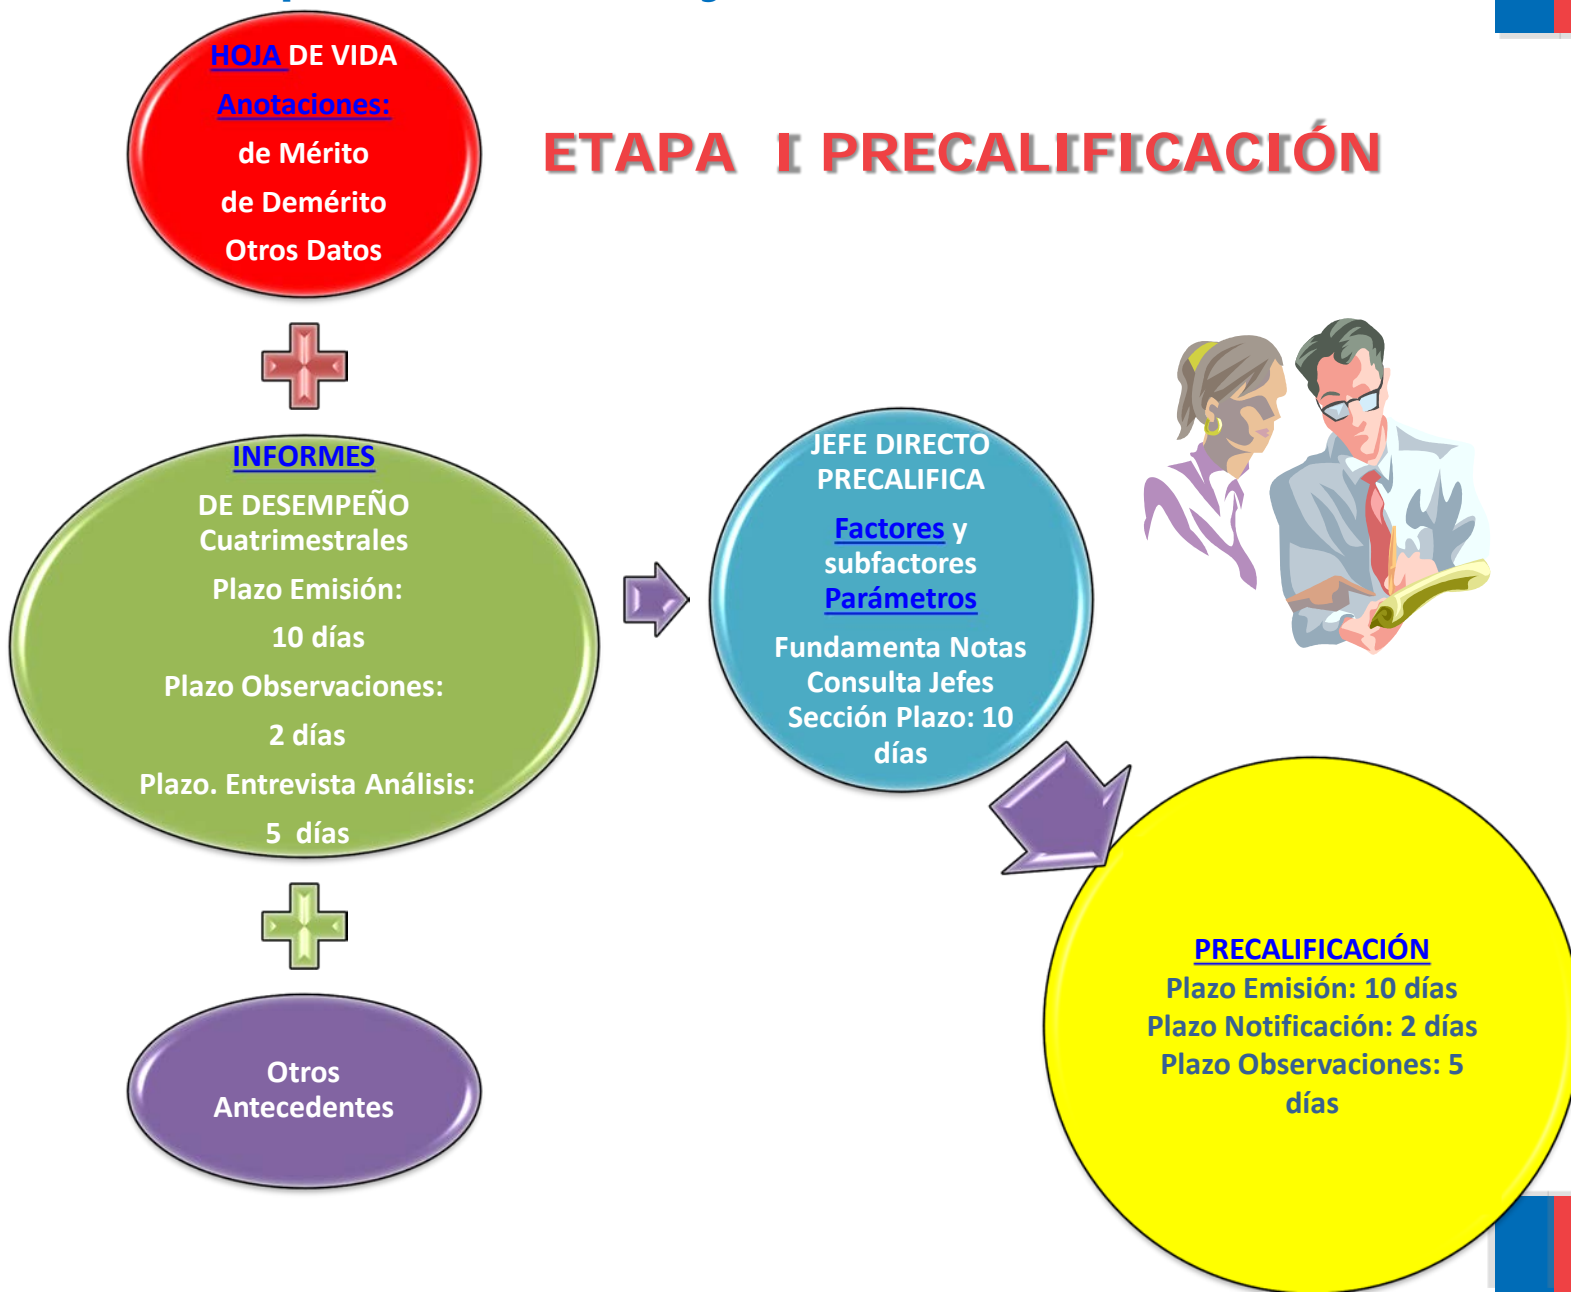 HOJA DE VIDA
Anotaciones:
de Mérito
de Demérito
Otros Datos
ETAPA I PRECALIFICACIÓN
INFORMES
DE DESEMPEÑO
Cuatrimestrales
Plazo Emisión:
10 días
Plazo Observaciones:
2 días
Plazo. Entrevista Análisis:
5 días
Otros
Antecedentes
JEFE DIRECTO
PRECALIFICA
Factores y
subfactores
Parámetros
Fundamenta Notas
Consulta Jefes
Sección Plazo: 10
días
PRECALIFICACIÓN
Plazo Emisión: 10 días
Plazo Notificación: 2 días
Plazo Observaciones: 5
días